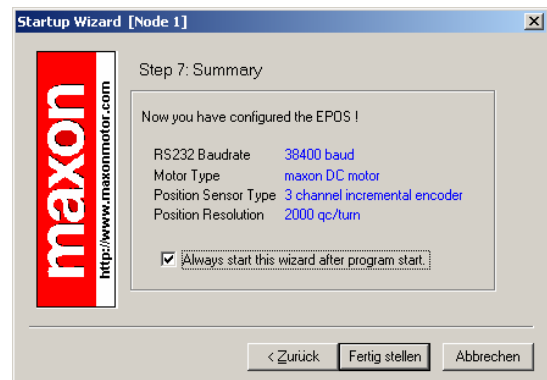 Startup Wizard [Node 1]
maxon
http://www.maxonmotor.com
Step 7: Summary
Now you have configured the EPOS !
RS232 Baudrate 38400 baud
Motor Type maxon DC motor
Position Sensor Type 3 channel incremental encoder
Position Resolution 2000 qc/turn
Always start this wizard after program start.
< Zurück Fertig stellen Abbrechen